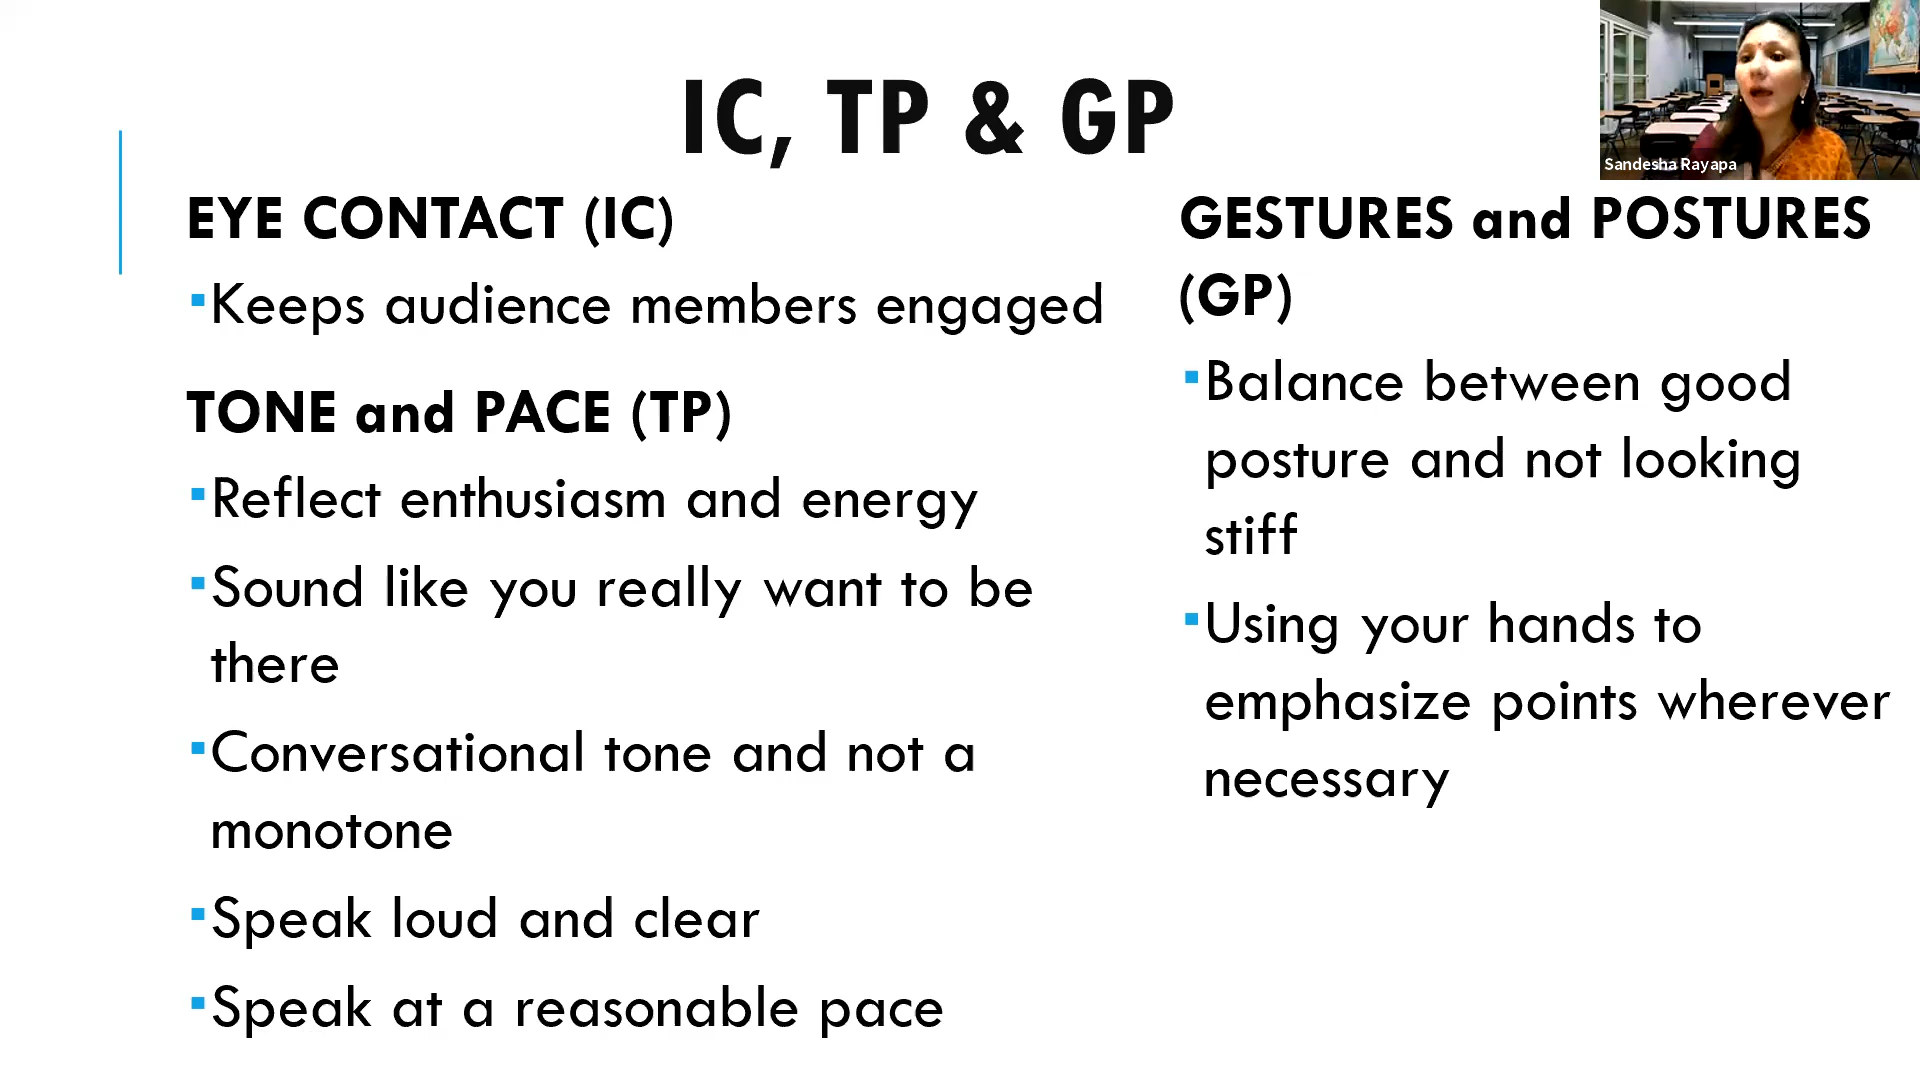 IC, TP & GP
Sandesha Rayapa
EYE CONTACT (IC)
▪Keeps audience members engaged
TONE and PACE (TP)
▪Reflect enthusiasm and energy
▪Sound like you really want to be
there
▪Conversational tone and not a
monotone
▪Speak loud and clear
▪Speak at a reasonable pace
GESTURES and POSTURES
(GP)
▪Balance between good
posture and not looking
stiff
▪Using your hands to
emphasize points wherever
necessary